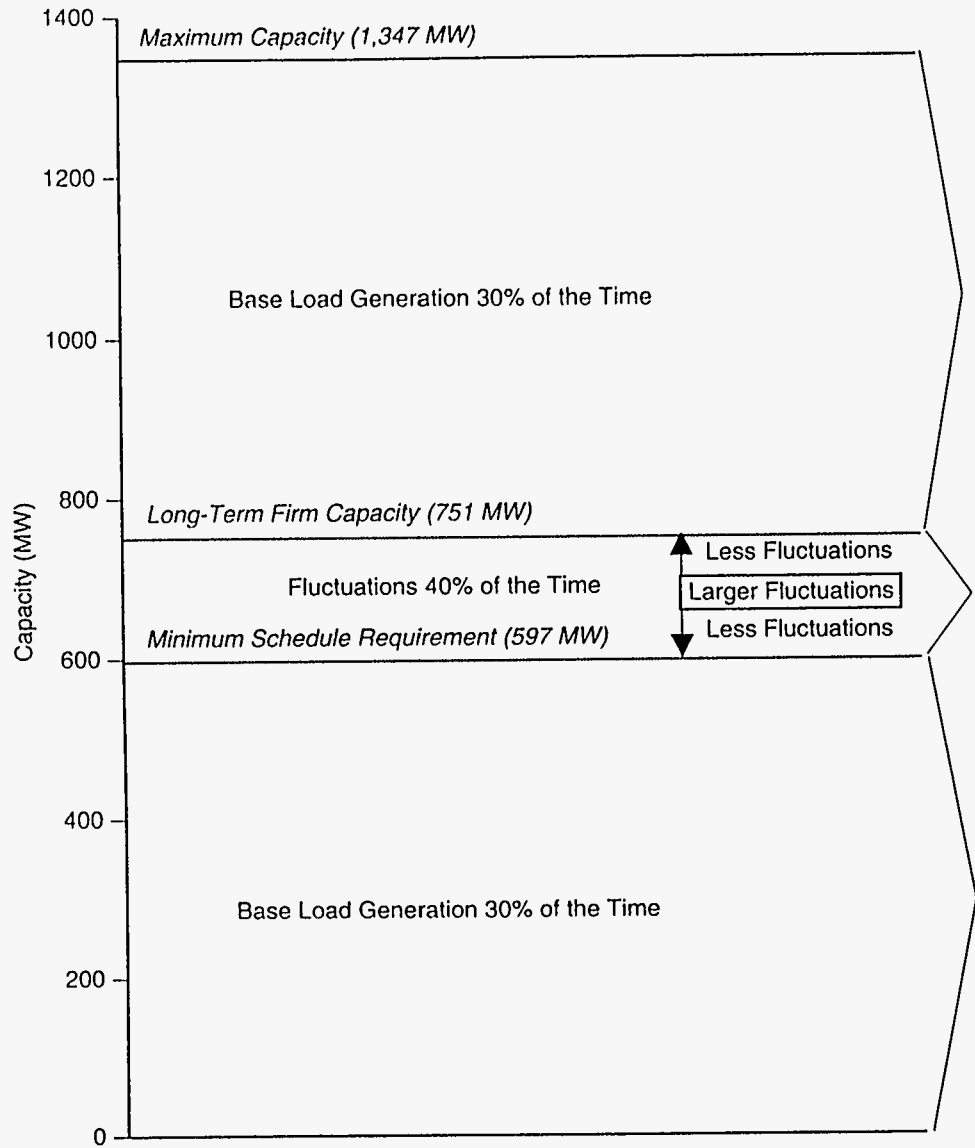 1400
Maximum Capacity (1,347 MW)
1200
Base Load Generation 30% of the Time
1000
800
Long-Term Firm Capacity (751 MW)
Less Fluctuations
Fluctuations 40% of the Time
Larger Fluctuations
Less Fluctuations
Minimum Schedule Requirement (597 MW)
600
Capacity (MW)
400
Base Load Generation 30% of the Time
200
0